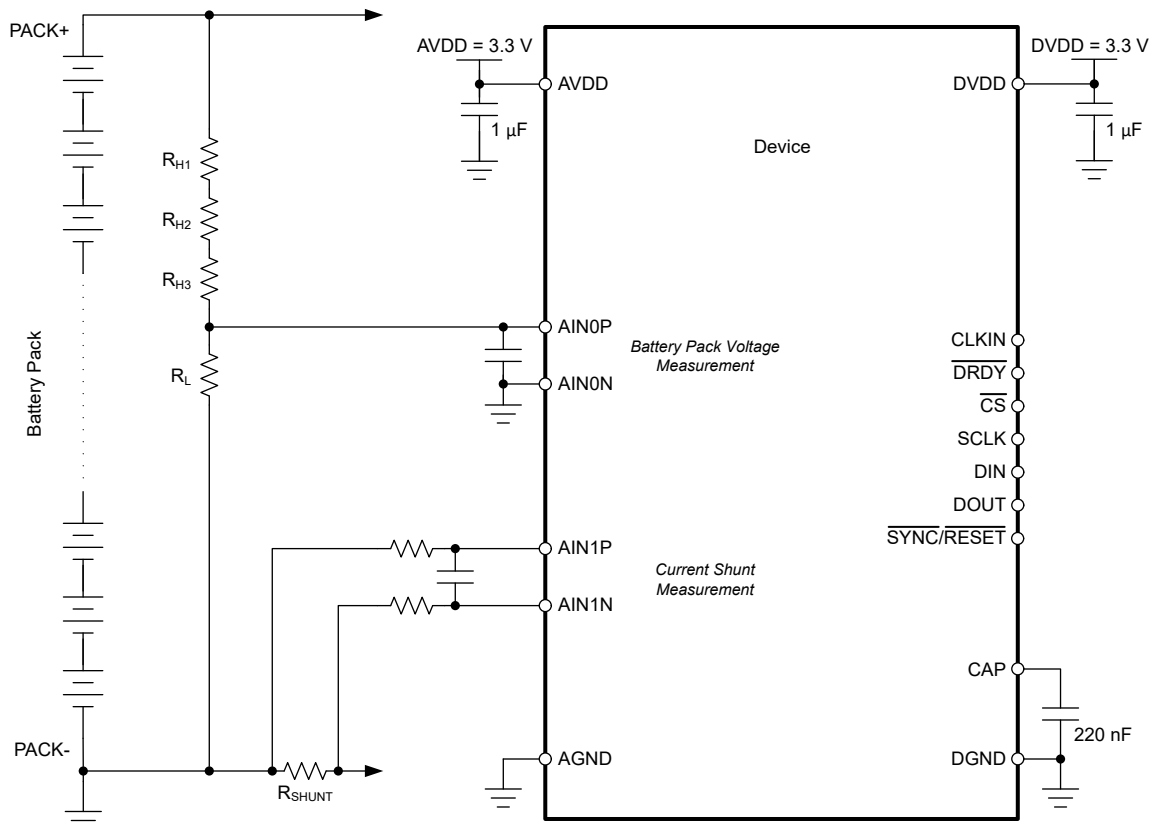 PACK+
AVDD = 3.3 V
DVDD = 3.3 V
AVDD
DVDD
1 µF
1 µF
Device
RH1
RH2
RH3
Battery Pack
RL
AIN0P
AIN0N
Battery Pack Voltage
Measurement
CLKIN
DRDY
CS
SCLK
DIN
DOUT
SYNC/RESET
AIN1P
AIN1N
Current Shunt
Measurement
CAP
220 nF
PACK-
RSHUNT
AGND
DGND